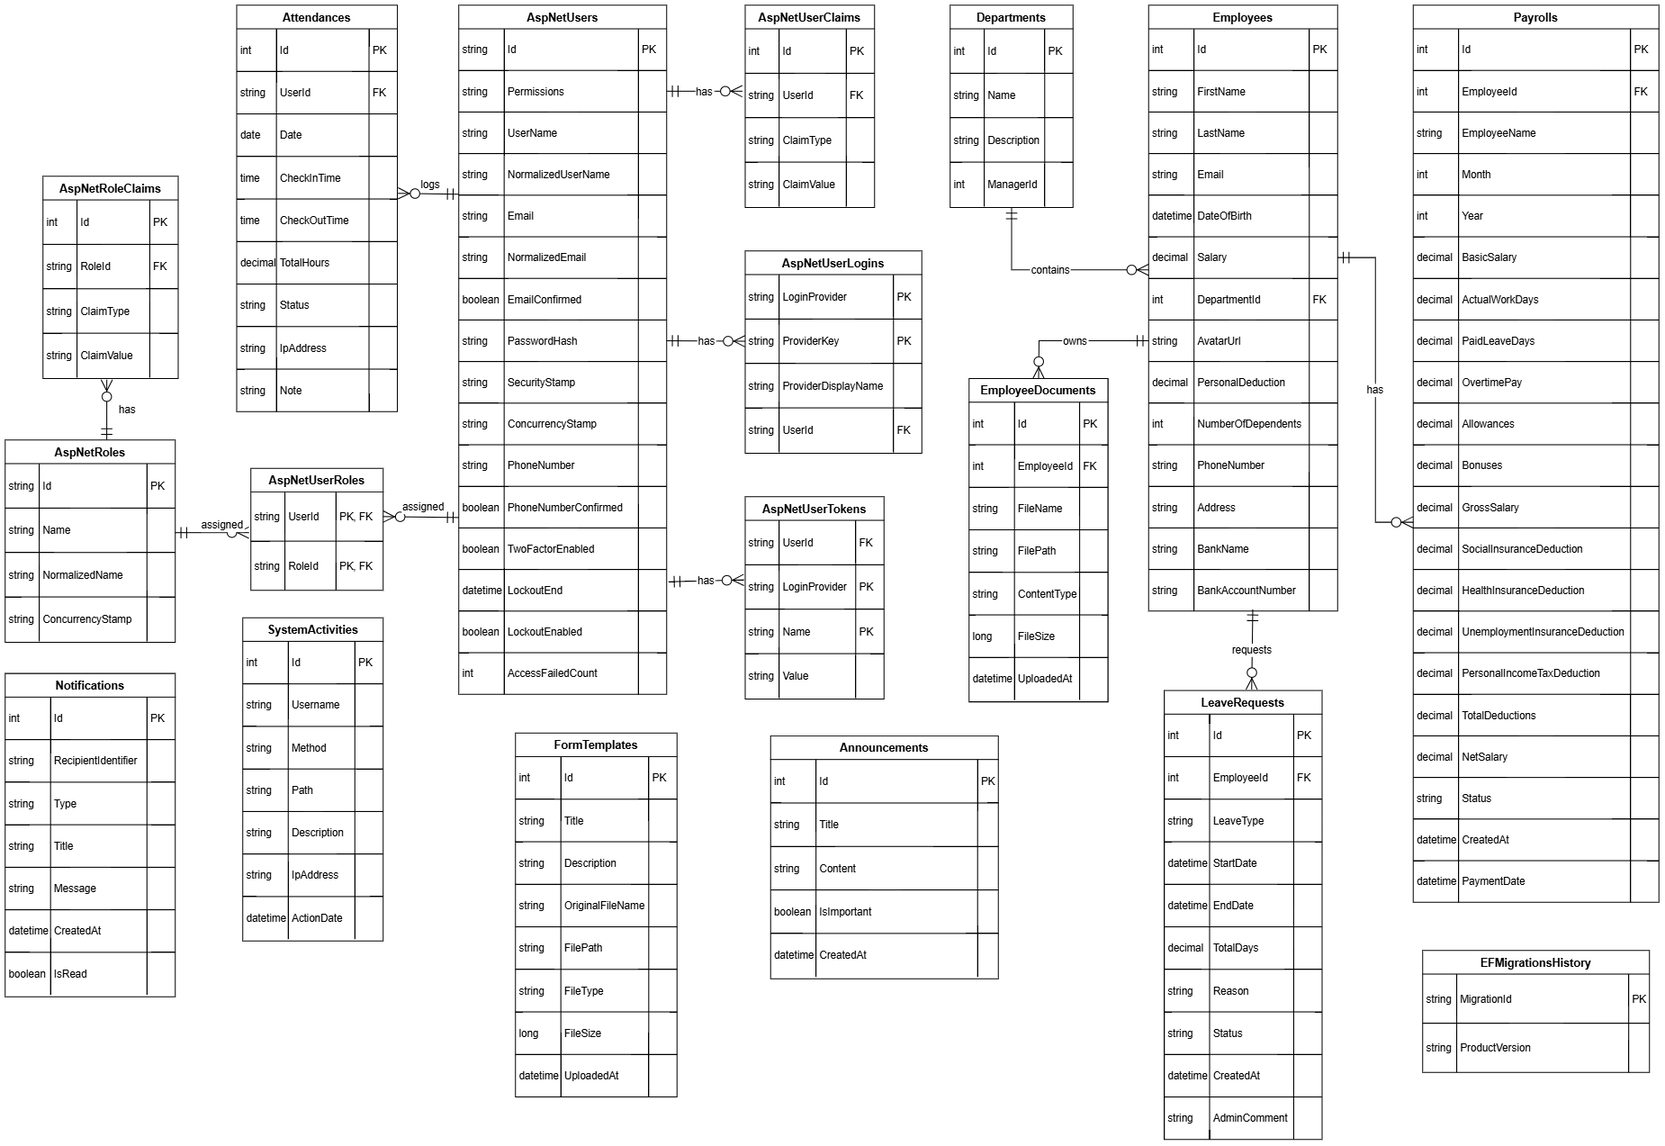 Attendances
int Id PK
string UserId FK
date Date
time CheckInTime
time CheckOutTime
decimal TotalHours
string Status
string IpAddress
string Note
AspNetUsers
string Id PK
string Permissions
string UserName
string NormalizedUserName
string Email
string NormalizedEmail
boolean EmailConfirmed
string PasswordHash
string SecurityStamp
string ConcurrencyStamp
string PhoneNumber
boolean PhoneNumberConfirmed
boolean TwoFactorEnabled
datetime LockoutEnd
boolean LockoutEnabled
int AccessFailedCount
AspNetUserClaims
int Id PK
string UserId FK
string ClaimType
string ClaimValue
Departments
int Id PK
string Name
string Description
int ManagerId
Employees
int Id PK
string FirstName
string LastName
string Email
datetime DateOfBirth
decimal Salary
int DepartmentId FK
string AvatarUrl
decimal PersonalDeduction
int NumberOfDependents
string PhoneNumber
string Address
string BankName
string BankAccountNumber
Payrolls
int Id PK
int EmployeeId FK
string EmployeeName
int Month
int Year
decimal BasicSalary
decimal ActualWorkDays
decimal PaidLeaveDays
decimal OvertimePay
decimal Allowances
decimal Bonuses
decimal GrossSalary
decimal SocialInsuranceDeduction
decimal HealthInsuranceDeduction
decimal UnemploymentInsuranceDeduction
decimal PersonalIncomeTaxDeduction
decimal TotalDeductions
decimal NetSalary
string Status
datetime CreatedAt
datetime PaymentDate
has
logs
AspNetRoleClaims
int Id PK
string RoleId FK
string ClaimType
string ClaimValue
has
AspNetUserLogins
string LoginProvider PK
string ProviderKey PK
string ProviderDisplayName
string UserId FK
has
contains
owns
has
EmployeeDocuments
int Id PK
int EmployeeId FK
string FileName
string FilePath
string ContentType
long FileSize
datetime UploadedAt
AspNetRoles
string Id PK
string Name
string NormalizedName
string ConcurrencyStamp
assigned
AspNetUserRoles
string UserId PK, FK
string RoleId PK, FK
assigned
AspNetUserTokens
string UserId FK
string LoginProvider PK
string Name PK
string Value
has
requests
SystemActivities
int Id PK
string Username
string Method
string Path
string Description
string IpAddress
datetime ActionDate
Notifications
int Id PK
string RecipientIdentifier
string Type
string Title
string Message
datetime CreatedAt
boolean IsRead
LeaveRequests
int Id PK
int EmployeeId FK
string LeaveType
datetime StartDate
datetime EndDate
decimal TotalDays
string Reason
string Status
datetime CreatedAt
string AdminComment
FormTemplates
int Id PK
string Title
string Description
string OriginalFileName
string FilePath
string FileType
long FileSize
datetime UploadedAt
Announcements
int Id PK
string Title
string Content
boolean IsImportant
datetime CreatedAt
EFMigrationsHistory
string MigrationId PK
string ProductVersion